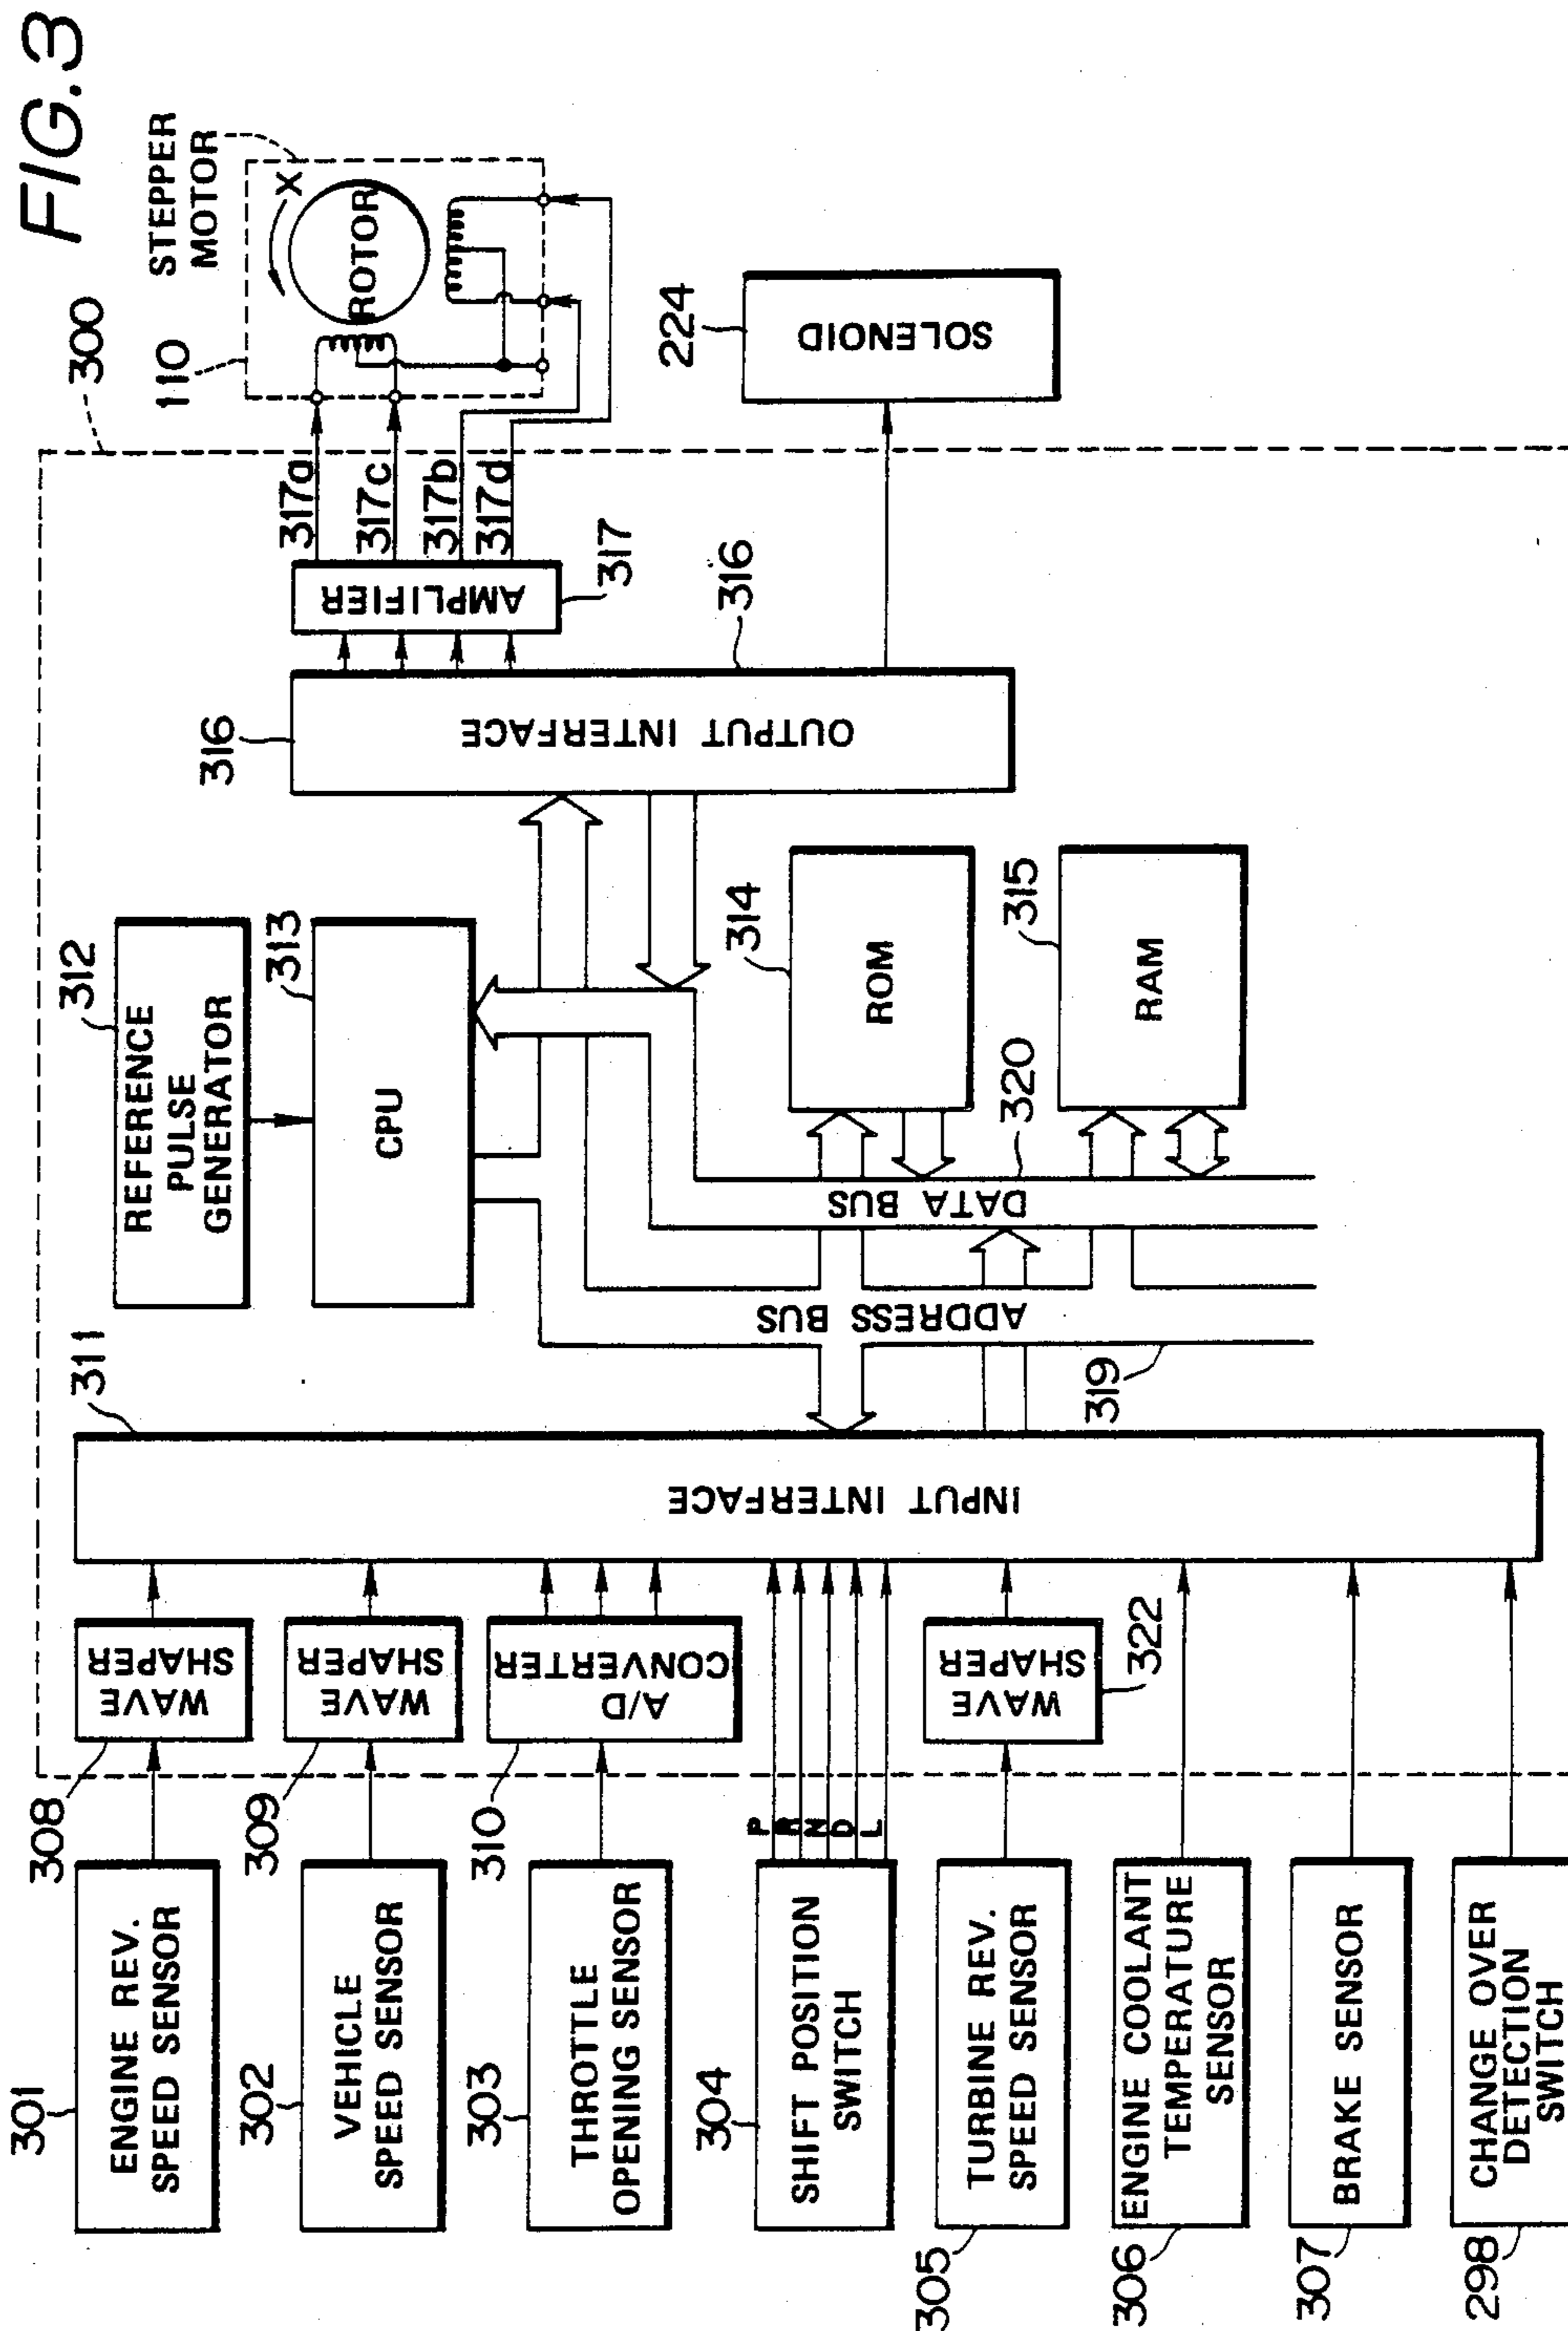 FIG.3
301
ENGINE REV.
SPEED SENSOR
302
VEHICLE
SPEED SENSOR
303
THROTTLE
OPENING SENSOR
304
SHIFT POSITION
SWITCH
P
R
N
D
L
305
TURBINE REV.
SPEED SENSOR
306
ENGINE COOLANT
TEMPERATURE
SENSOR
307
BRAKE SENSOR
298
CHANGE OVER
DETECTION
SWITCH
308
WAVE
SHAPER
309
WAVE
SHAPER
310
A/D
CONVERTER
WAVE
SHAPER
322
311
INPUT INTERFACE
312
REFERENCE
PULSE
GENERATOR
313
CPU
ADDRESS BUS
319
DATA BUS
320
314
ROM
315
RAM
316
OUTPUT INTERFACE
316
AMPLIFIER
317
317a
317c
317b
317d
300
110
STEPPER
MOTOR
X
ROTOR
224
SOLENOID